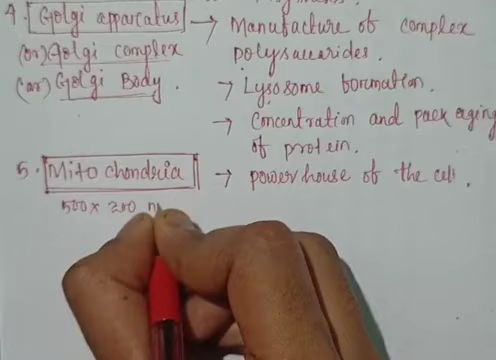 4. Golgi apparatus → Manufacture of complex
(or) Golgi complex polysaccarides.
(or) Golgi Body. → Lysosome formation.
→ Concentration and packaging
of protein.
5. Mitochondria → powerhouse of the cell.
500 x 200